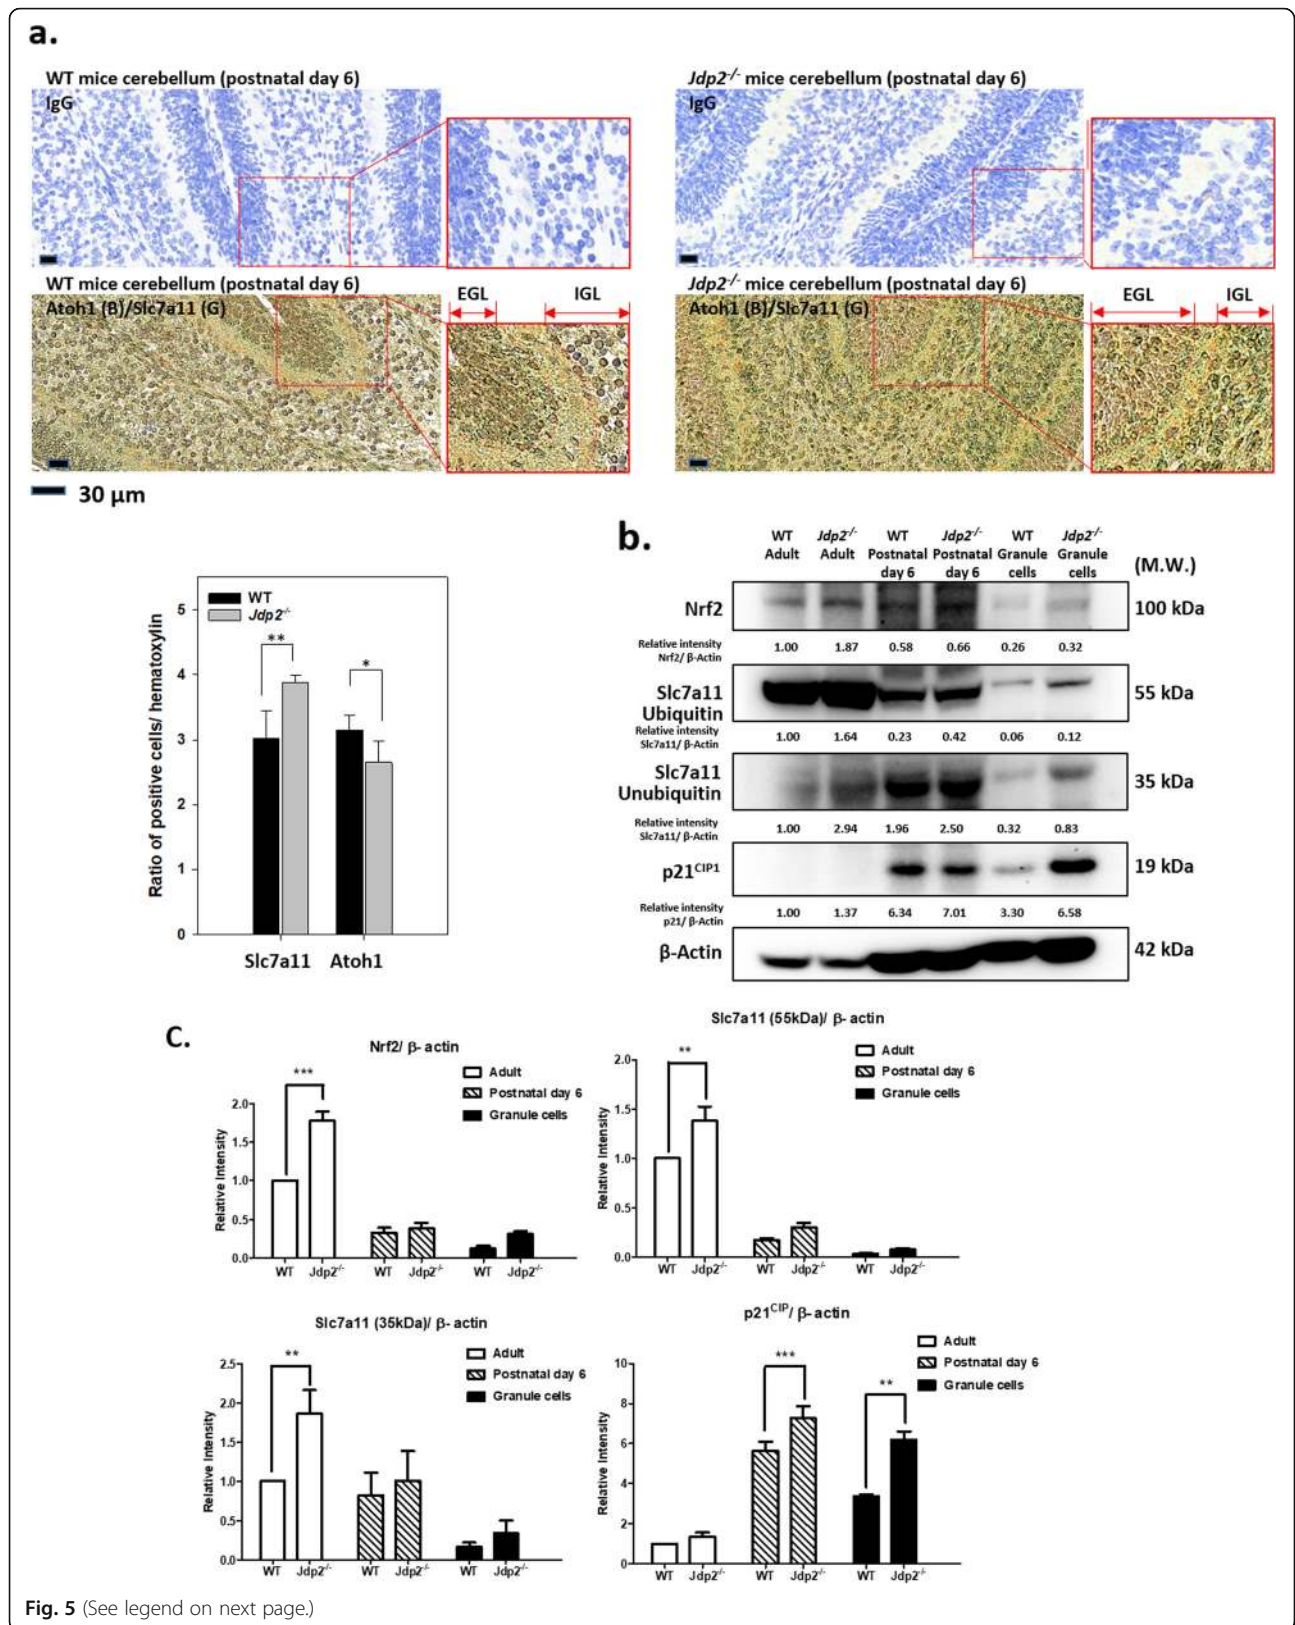 a.
WT mice cerebellum (postnatal day 6)
IgG
Jdp2-/- mice cerebellum (postnatal day 6)
IgG
WT mice cerebellum (postnatal day 6)
Atoh1 (B)/Slc7a11 (G)
EGL
IGL
Jdp2-/- mice cerebellum (postnatal day 6)
Atoh1 (B)/Slc7a11 (G)
EGL
IGL
30 µm
WT
Jdp2-/-
Ratio of positive cells/ hematoxylin
5
4
3
2
1
0
**
*
Slc7a11
Atoh1
b.
WT Adult
Jdp2-/- Adult
WT Postnatal day 6
Jdp2-/- Postnatal day 6
WT Granule cells
Jdp2-/- Granule cells
(M.W.)
Nrf2
100 kDa
Relative intensity Nrf2/ β-Actin
1.00 1.87 0.58 0.66 0.26 0.32
Slc7a11 Ubiquitin
55 kDa
Relative intensity Slc7a11/ β-Actin
1.00 1.64 0.23 0.42 0.06 0.12
Slc7a11 Unubiquitin
35 kDa
Relative intensity Slc7a11/ β-Actin
1.00 2.94 1.96 2.50 0.32 0.83
p21CIP1
19 kDa
Relative intensity p21/ β-Actin
1.00 1.37 6.34 7.01 3.30 6.58
β-Actin
42 kDa
c.
Nrf2/ β- actin
Adult
Postnatal day 6
Granule cells
***
Relative Intensity
2.0
1.5
1.0
0.5
0.0
WT Jdp2-/- WT Jdp2-/- WT Jdp2-/-
Slc7a11 (55kDa)/ β- actin
Adult
Postnatal day 6
Granule cells
**
Relative Intensity
2.0
1.5
1.0
0.5
0.0
WT Jdp2-/- WT Jdp2-/- WT Jdp2-/-
Slc7a11 (35kDa)/ β- actin
Adult
Postnatal day 6
Granule cells
**
Relative Intensity
2.5
2.0
1.5
1.0
0.5
0.0
WT Jdp2-/- WT Jdp2-/- WT Jdp2-/-
p21CIP/ β- actin
Adult
Postnatal day 6
Granule cells
***
**
Relative Intensity
10
8
6
4
2
0
WT Jdp2-/- WT Jdp2-/- WT Jdp2-/-
Fig. 5 (See legend on next page.)